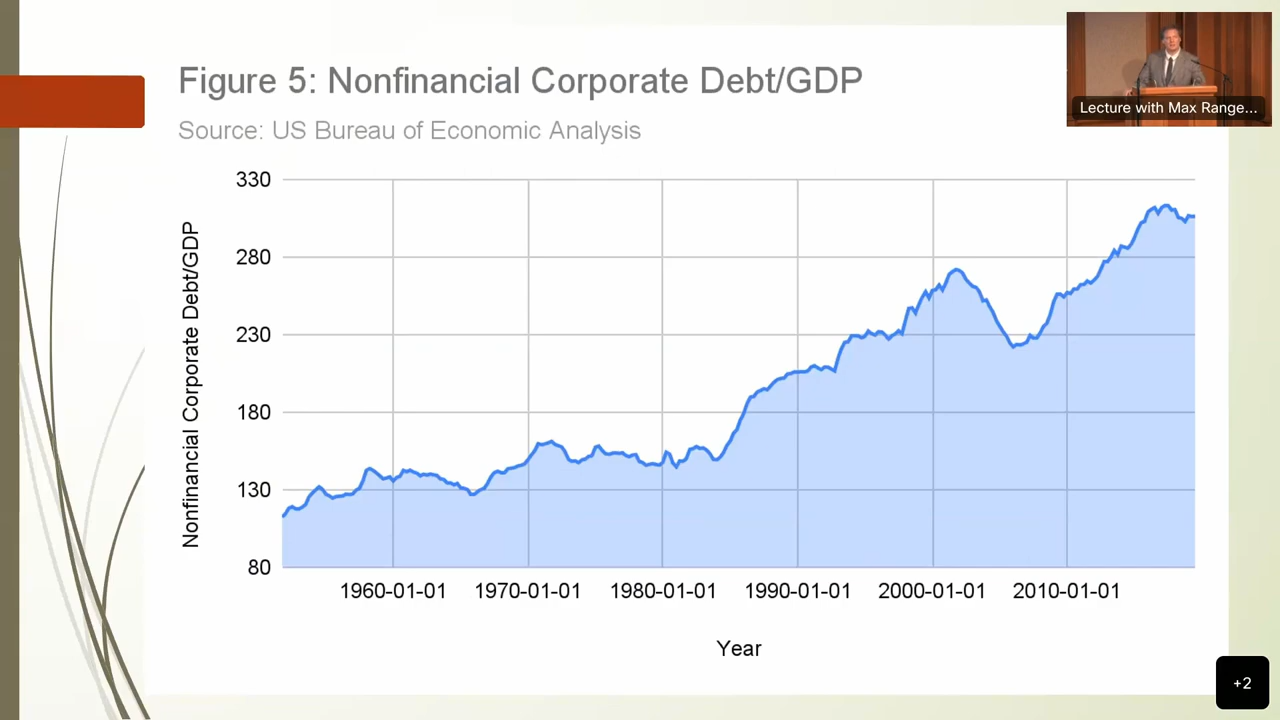 Figure 5: Nonfinancial Corporate Debt/GDP
Source: US Bureau of Economic Analysis
Lecture with Max Range...
Nonfinancial Corporate Debt/GDP
330
280
230
180
130
80
1960-01-01 1970-01-01 1980-01-01 1990-01-01 2000-01-01 2010-01-01
Year
+2